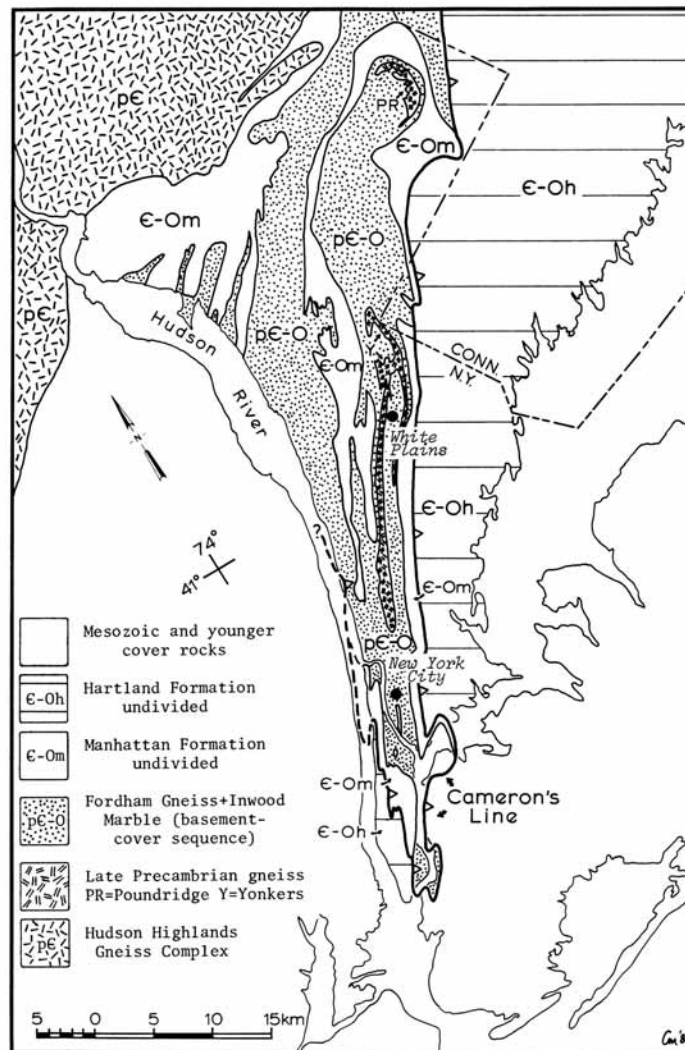 pЄ
PR
Є-Om
Є-Oh
Є-Om
pЄ-O
pЄ
Hudson
River
pЄ-O
Є-Om
Y
CONN.
N.Y.
White
Plains
N
Є-Oh
?
74°
41°
Є-Om
pЄ-O
New York
City
Є-Om
Є-Oh
Cameron's
Line
Mesozoic and younger
cover rocks
Є-Oh
Hartland Formation
undivided
Є-Om
Manhattan Formation
undivided
pЄ-O
Fordham Gneiss+Inwood
Marble (basement-
cover sequence)
Late Precambrian gneiss
PR=Poundridge Y=Yonkers
pЄ
Hudson Highlands
Gneiss Complex
5 0 5 10 15km